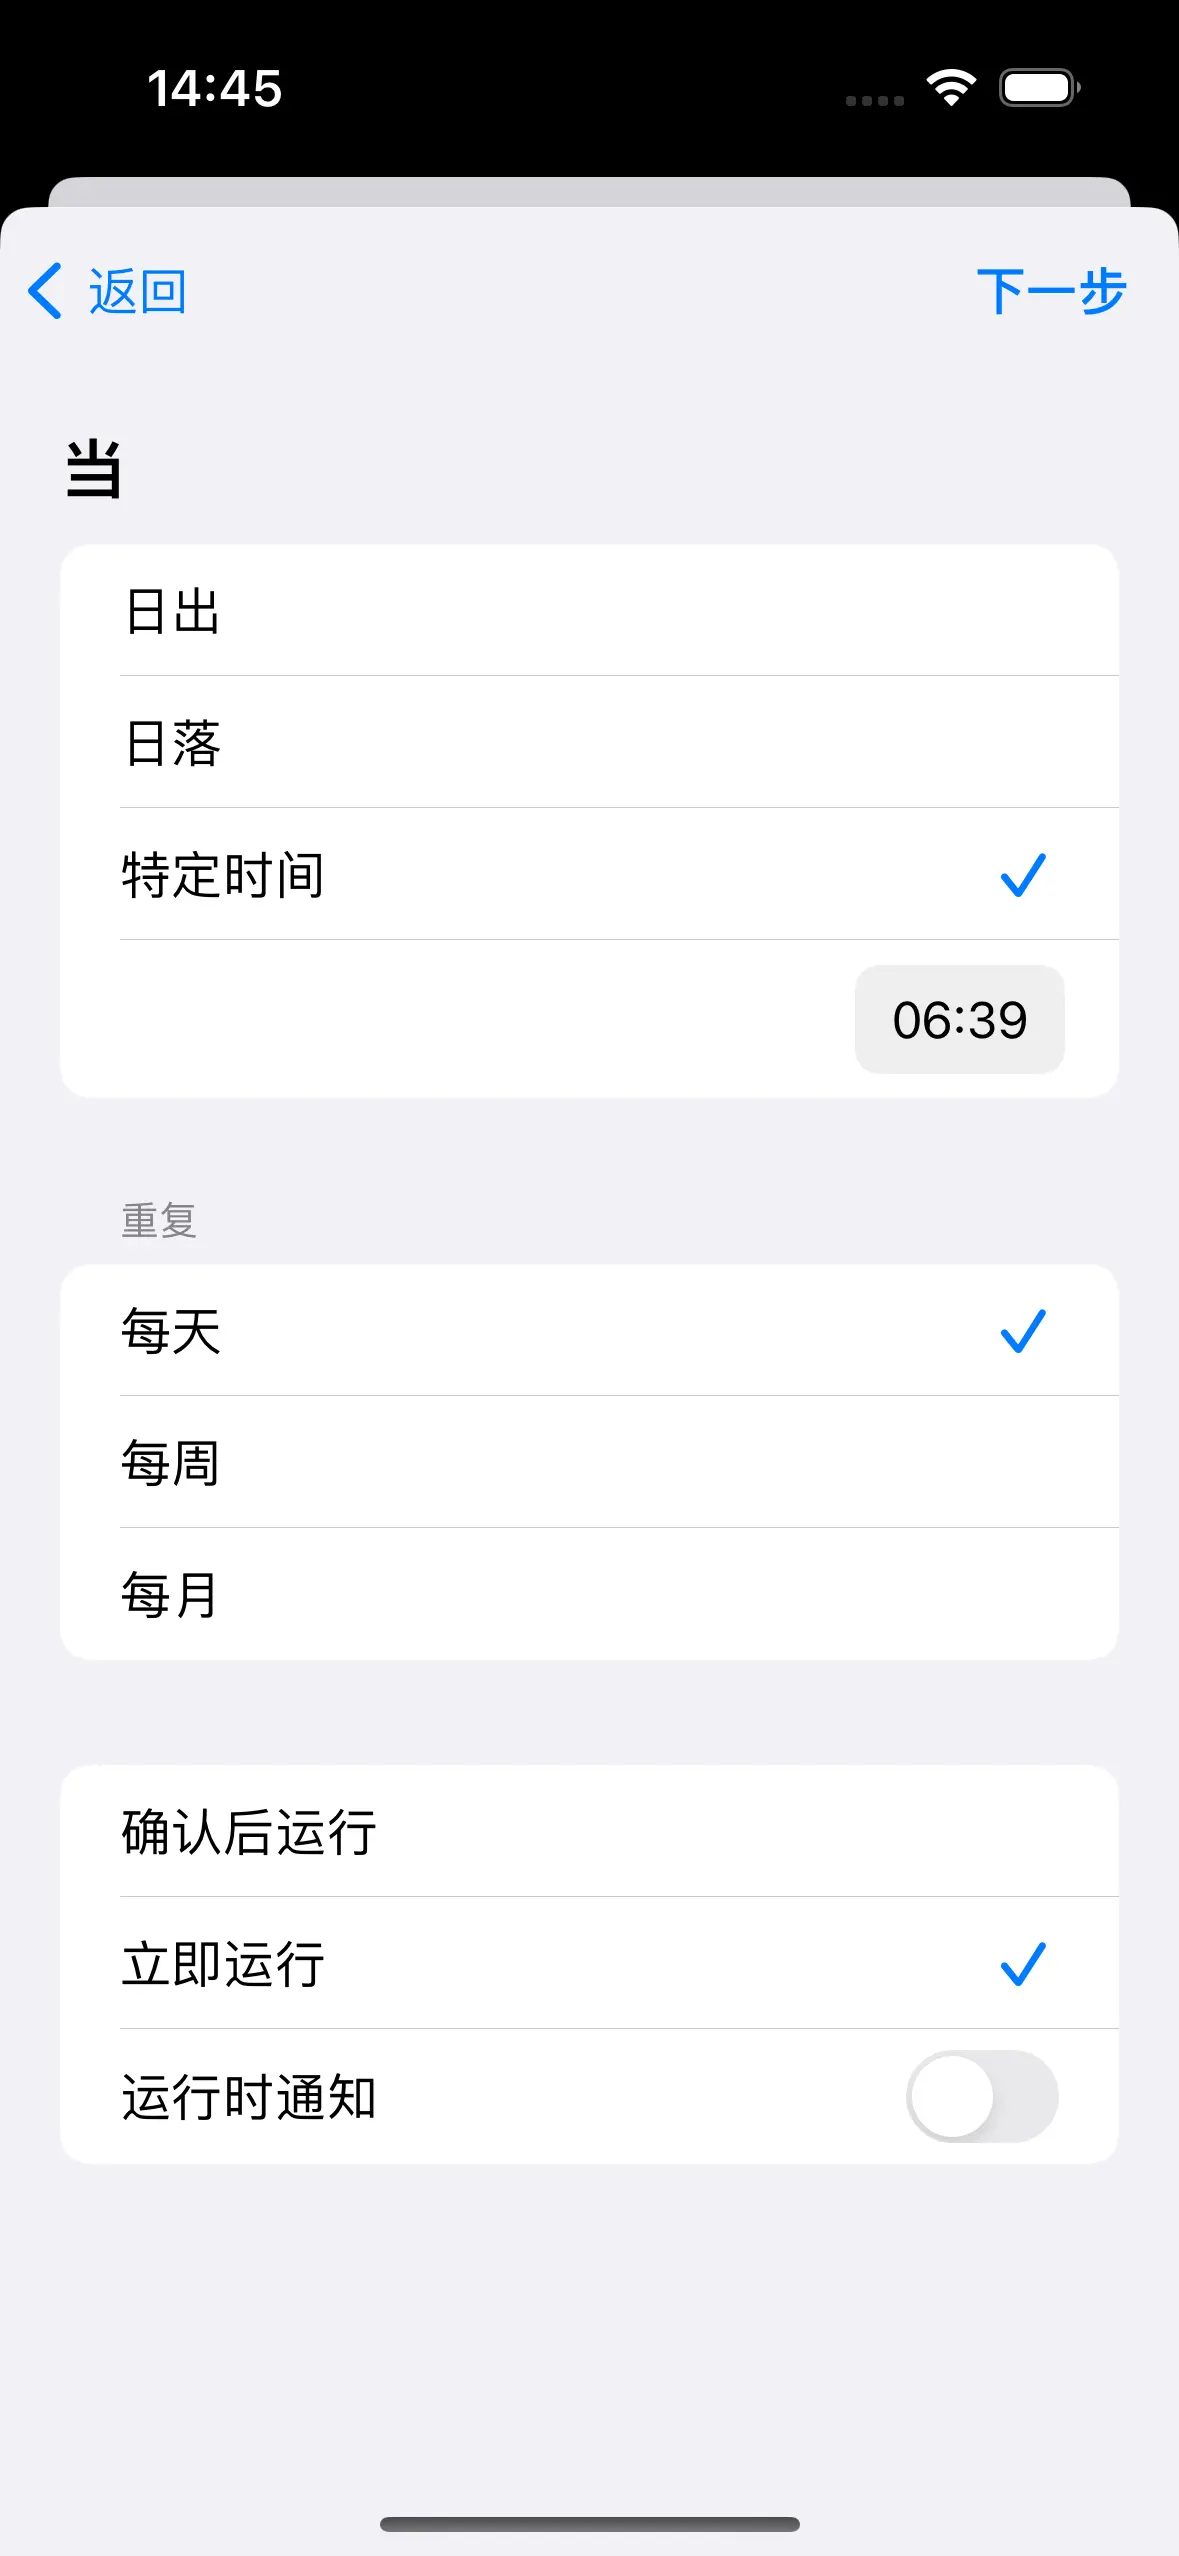 14:45
返回
下一步
当
日出
日落
特定时间
06:39
重复
每天
每周
每月
确认后运行
立即运行
运行时通知